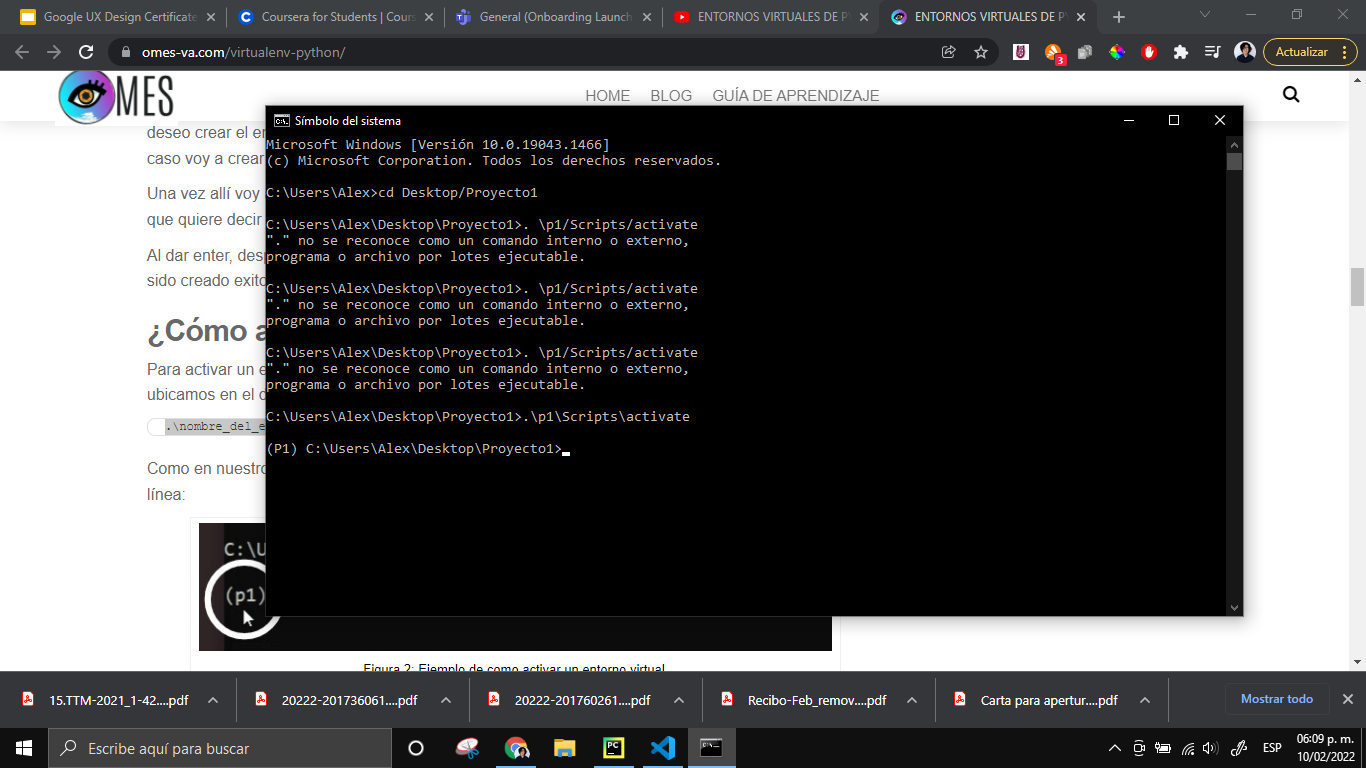 Google UX Design Certificate
Coursera for Students | Cours
General (Onboarding Launch
ENTORNOS VIRTUALES DE PY
ENTORNOS VIRTUALES DE PY
omes-va.com/virtualenv-python/
3
Actualizar
OMES
HOME
BLOG
GUÍA DE APRENDIZAJE
deseo crear el en
caso voy a crear
Una vez allí voy
que quiere decir
Al dar enter, desp
sido creado exito
¿Cómo a
Para activar un e
ubicamos en el d
.\nombre_del_e
Como en nuestro
línea:
C:\U
(p1)
Figura 2: Ejemplo de como activar un entorno virtual
Símbolo del sistema
Microsoft Windows [Versión 10.0.19043.1466]
(c) Microsoft Corporation. Todos los derechos reservados.
C:\Users\Alex>cd Desktop/Proyecto1
C:\Users\Alex\Desktop\Proyecto1>. \p1/Scripts/activate
"." no se reconoce como un comando interno o externo,
programa o archivo por lotes ejecutable.
C:\Users\Alex\Desktop\Proyecto1>. \p1/Scripts/activate
"." no se reconoce como un comando interno o externo,
programa o archivo por lotes ejecutable.
C:\Users\Alex\Desktop\Proyecto1>. \p1/Scripts/activate
"." no se reconoce como un comando interno o externo,
programa o archivo por lotes ejecutable.
C:\Users\Alex\Desktop\Proyecto1>.\p1\Scripts\activate
(P1) C:\Users\Alex\Desktop\Proyecto1>
15.TTM-2021_1-42....pdf
20222-201736061....pdf
20222-201760261....pdf
Recibo-Feb_remov....pdf
Carta para apertur....pdf
Mostrar todo
Escribe aquí para buscar
ESP
06:09 p. m.
10/02/2022